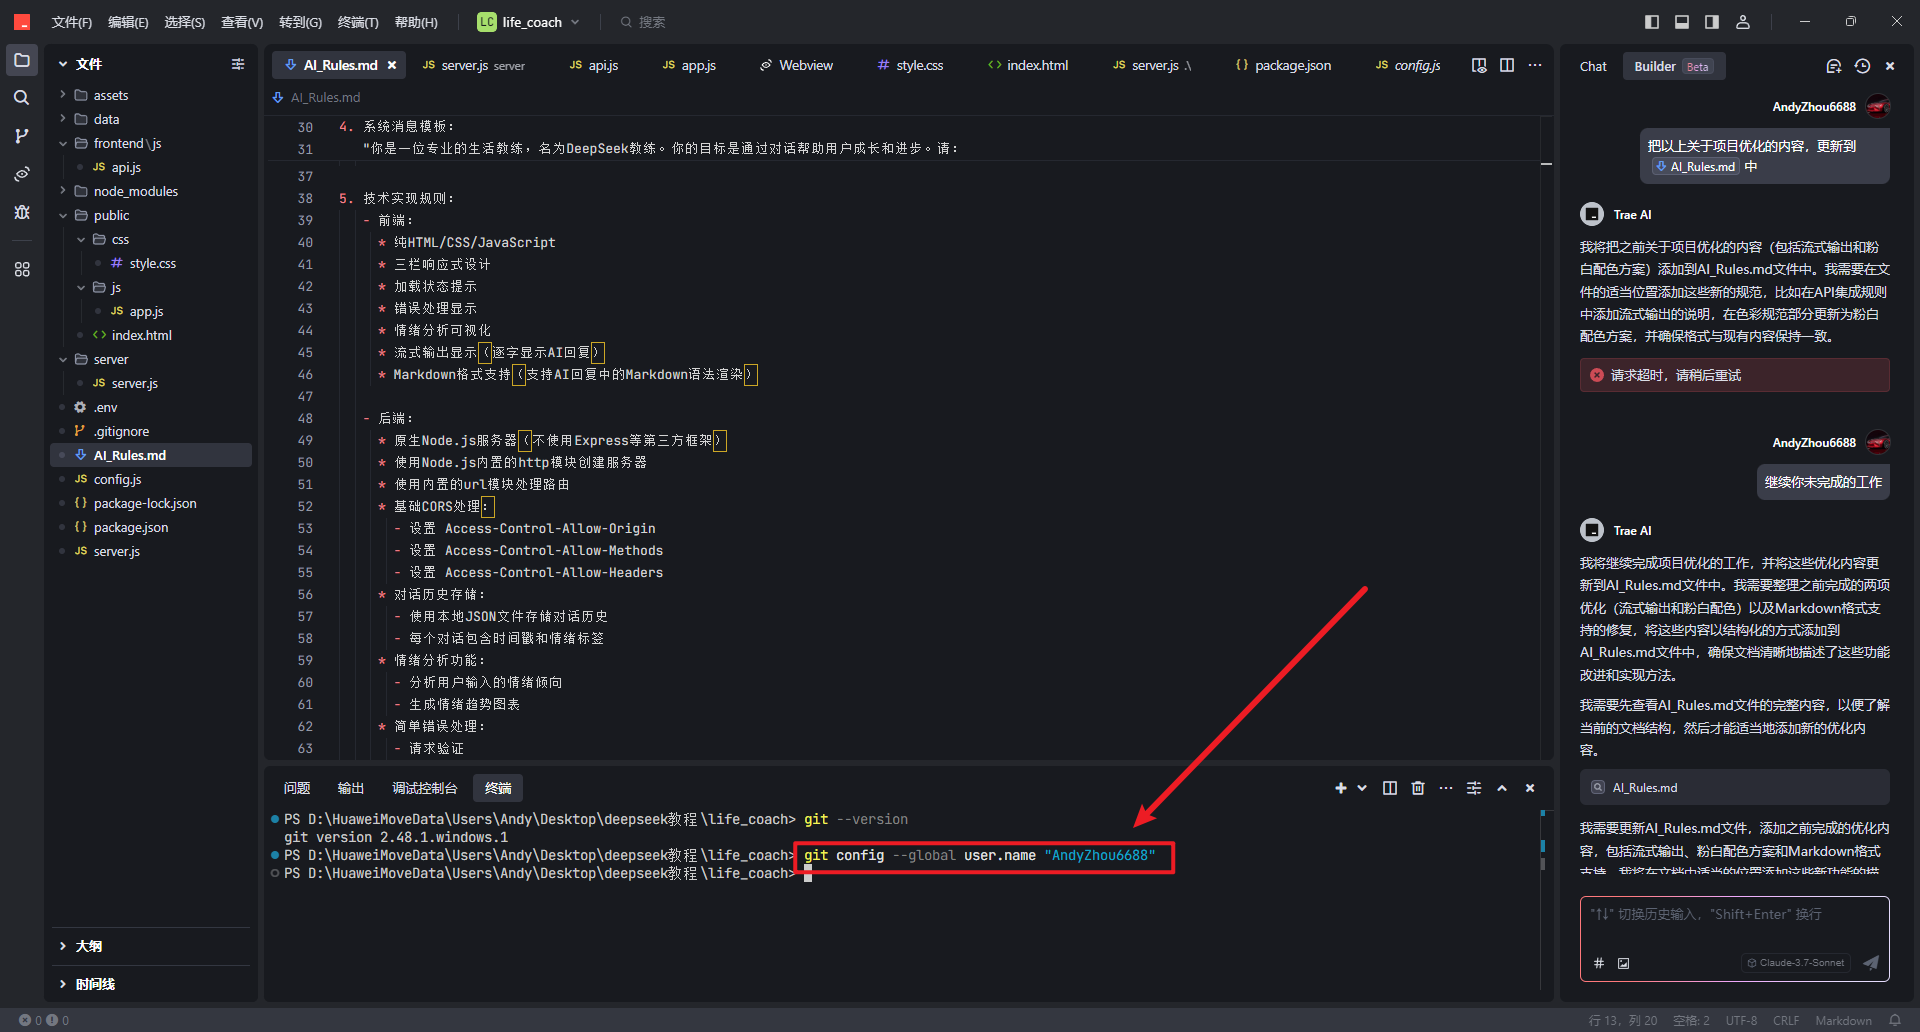 文件(F) 编辑(E) 选择(S) 查看(V) 转到(G) 终端(T) 帮助(H) LC life_coach 搜索
文件
assets
data
frontend\js
JS api.js
node_modules
public
css
# style.css
js
JS app.js
<> index.html
server
JS server.js
.env
.gitignore
AI_Rules.md
JS config.js
{} package-lock.json
{} package.json
JS server.js
大纲
时间线
AI_Rules.md
JS server.js server
JS api.js
JS app.js
Webview
# style.css
<> index.html
JS server.js .\
{} package.json
JS config.js
AI_Rules.md
30 4. 系统消息模板：
31 "你是一位专业的生活教练，名为DeepSeek教练。你的目标是通过对话帮助用户成长和进步。请：
37
38 5. 技术实现规则：
39 - 前端：
40 * 纯HTML/CSS/JavaScript
41 * 三栏响应式设计
42 * 加载状态提示
43 * 错误处理显示
44 * 情绪分析可视化
45 * 流式输出显示（逐字显示AI回复）
46 * Markdown格式支持（支持AI回复中的Markdown语法渲染）
47
48 - 后端：
49 * 原生Node.js服务器（不使用Express等第三方框架）
50 * 使用Node.js内置的http模块创建服务器
51 * 使用内置的url模块处理路由
52 * 基础CORS处理：
53 - 设置 Access-Control-Allow-Origin
54 - 设置 Access-Control-Allow-Methods
55 - 设置 Access-Control-Allow-Headers
56 * 对话历史存储：
57 - 使用本地JSON文件存储对话历史
58 - 每个对话包含时间戳和情绪标签
59 * 情绪分析功能：
60 - 分析用户输入的情绪倾向
61 - 生成情绪趋势图表
62 * 简单错误处理：
63 - 请求验证
问题 输出 调试控制台 终端
PS D:\HuaweiMoveData\Users\Andy\Desktop\deepseek教程\life_coach> git --version
git version 2.48.1.windows.1
PS D:\HuaweiMoveData\Users\Andy\Desktop\deepseek教程\life_coach> git config --global user.name "AndyZhou6688"
PS D:\HuaweiMoveData\Users\Andy\Desktop\deepseek教程\life_coach>
Chat Builder Beta
AndyZhou6688
把以上关于项目优化的内容，更新到
AI_Rules.md 中
Trae AI
我将把之前关于项目优化的内容（包括流式输出和粉
白配色方案）添加到AI_Rules.md文件中。我需要在文
件的适当位置添加这些新的规范，比如在API集成规则
中添加流式输出的说明，在色彩规范部分更新为粉白
配色方案，并确保格式与现有内容保持一致。
请求超时，请稍后重试
AndyZhou6688
继续你未完成的工作
Trae AI
我将继续完成项目优化的工作，并将这些优化内容更
新到AI_Rules.md文件中。我需要整理之前完成的两项
优化（流式输出和粉白配色）以及Markdown格式支
持的修复，将这些内容以结构化的方式添加到
AI_Rules.md文件中，确保文档清晰地描述了这些功能
改进和实现方法。
我需要先查看AI_Rules.md文件的完整内容，以便了解
当前的文档结构，然后才能适当地添加新的优化内
容。
AI_Rules.md
我需要更新AI_Rules.md文件，添加之前完成的优化内
容，包括流式输出、粉白配色方案和Markdown格式
支持。我将在文档中适当的位置添加这些新功能的描
"↑↓" 切换历史输入，"Shift+Enter" 换行
# Claude-3.7-Sonnet
0 0
行 13，列 20 空格: 2 UTF-8 CRLF Markdown